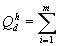 Q_d^h = \sum_{i=1}^{m}